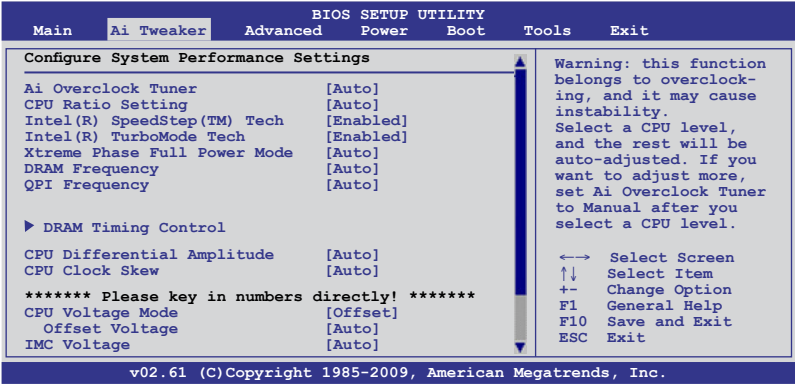 BIOS SETUP UTILITY
Main Ai Tweaker Advanced Power Boot Tools Exit
Configure System Performance Settings
Ai Overclock Tuner [Auto]
CPU Ratio Setting [Auto]
Intel(R) SpeedStep(TM) Tech [Enabled]
Intel(R) TurboMode Tech [Enabled]
Xtreme Phase Full Power Mode [Auto]
DRAM Frequency [Auto]
QPI Frequency [Auto]
DRAM Timing Control
CPU Differential Amplitude [Auto]
CPU Clock Skew [Auto]
******* Please key in numbers directly! *******
CPU Voltage Mode [Offset]
Offset Voltage [Auto]
IMC Voltage [Auto]
Warning: this function
belongs to overclock-
ing, and it may cause
instability.
Select a CPU level,
and the rest will be
auto-adjusted. If you
want to adjust more,
set Ai Overclock Tuner
to Manual after you
select a CPU level.
←→ Select Screen
↑↓ Select Item
+- Change Option
F1 General Help
F10 Save and Exit
ESC Exit
v02.61 (C)Copyright 1985-2009, American Megatrends, Inc.